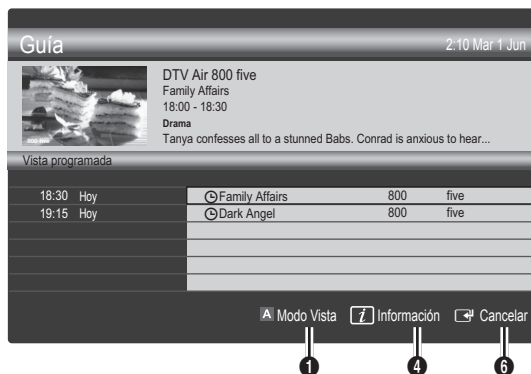 Guía
2:10 Mar 1 Jun
DTV Air 800 five
Family Affairs
18:00 - 18:30
Drama
Tanya confesses all to a stunned Babs. Conrad is anxious to hear...
Vista programada
18:30 Hoy Family Affairs 800 five
19:15 Hoy Dark Angel 800 five
A Modo Vista i Información Cancelar
1 4 6